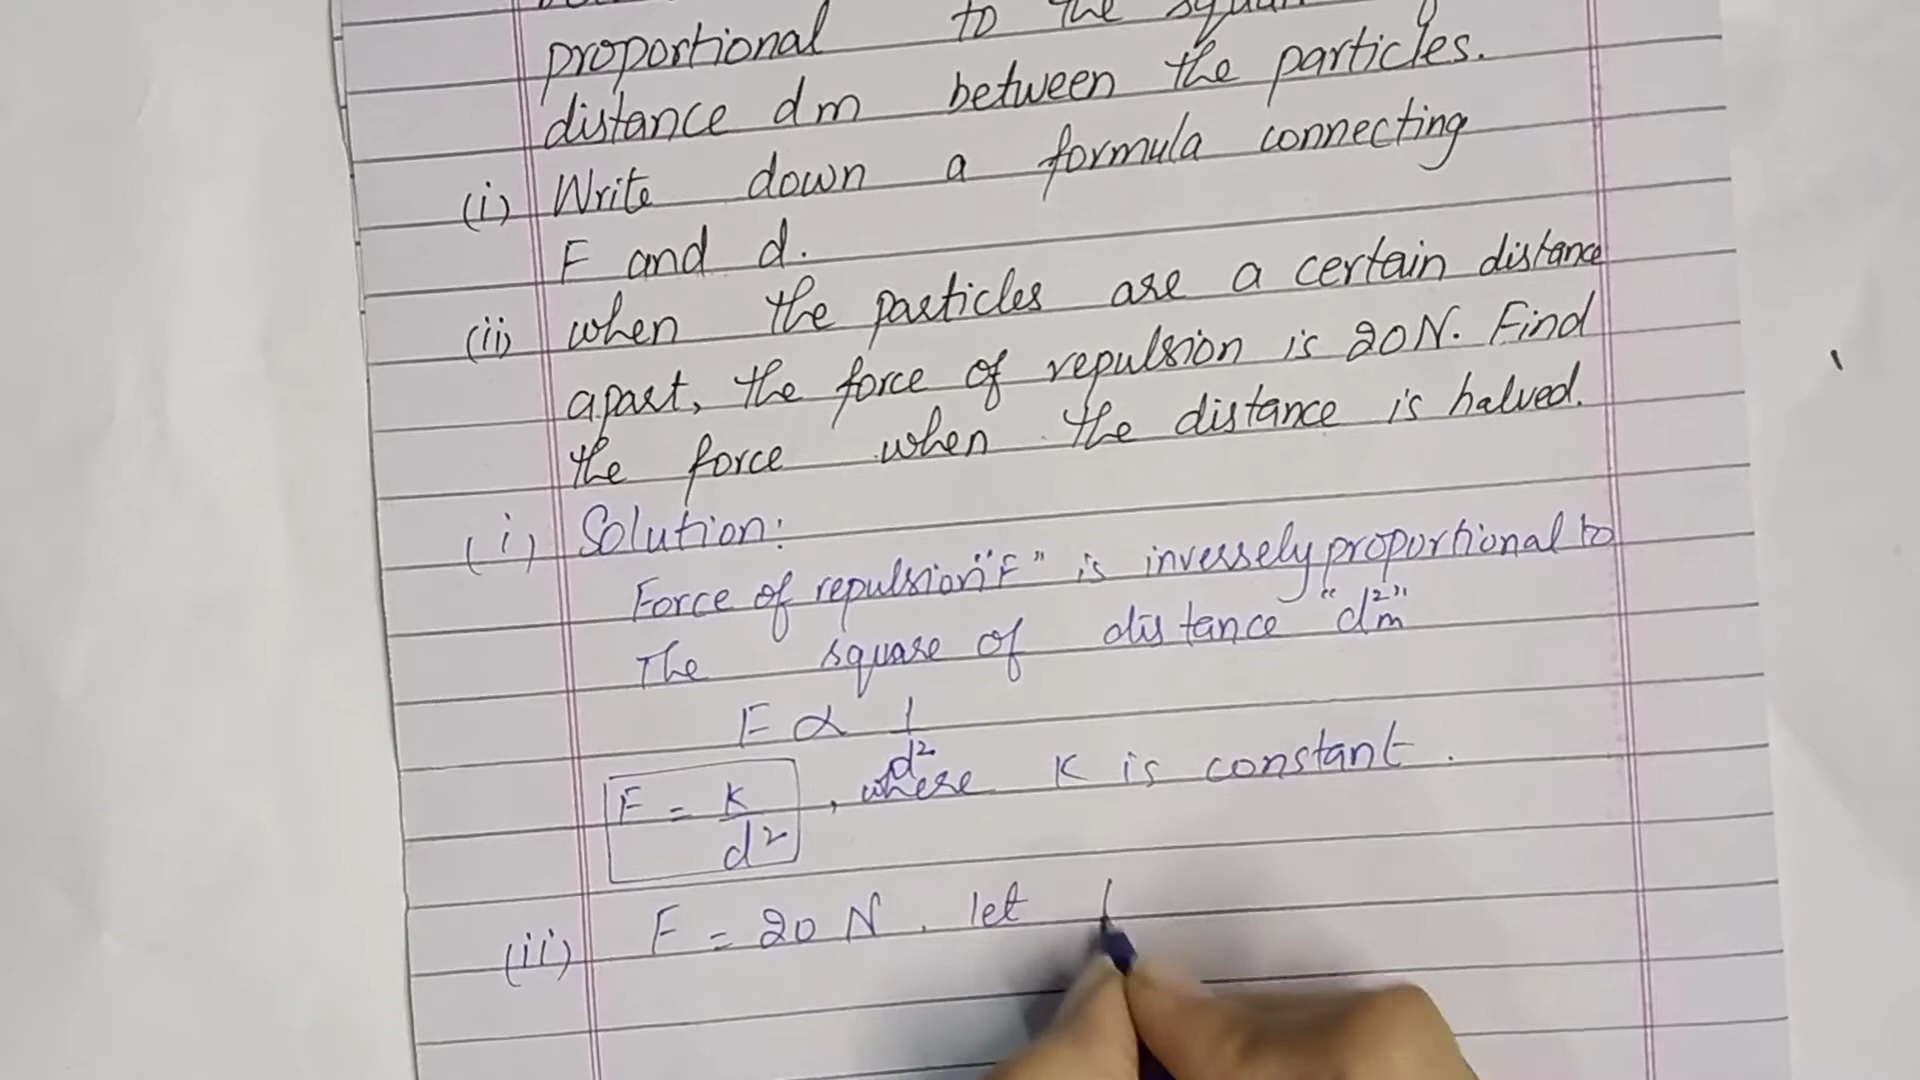 proportional to the
distance dm between the particles.
(i) Write down a formula connecting
F and d.
(ii) when the particles are a certain distance
apart, the force of repulsion is 20N. Find
the force when the distance is halved.
(i) Solution:
Force of repulsion "F" is inversely proportional to
The square of distance "d²m"
F ∝ 1/d²
F = K/d² , where K is constant.
(ii) F = 20 N. let